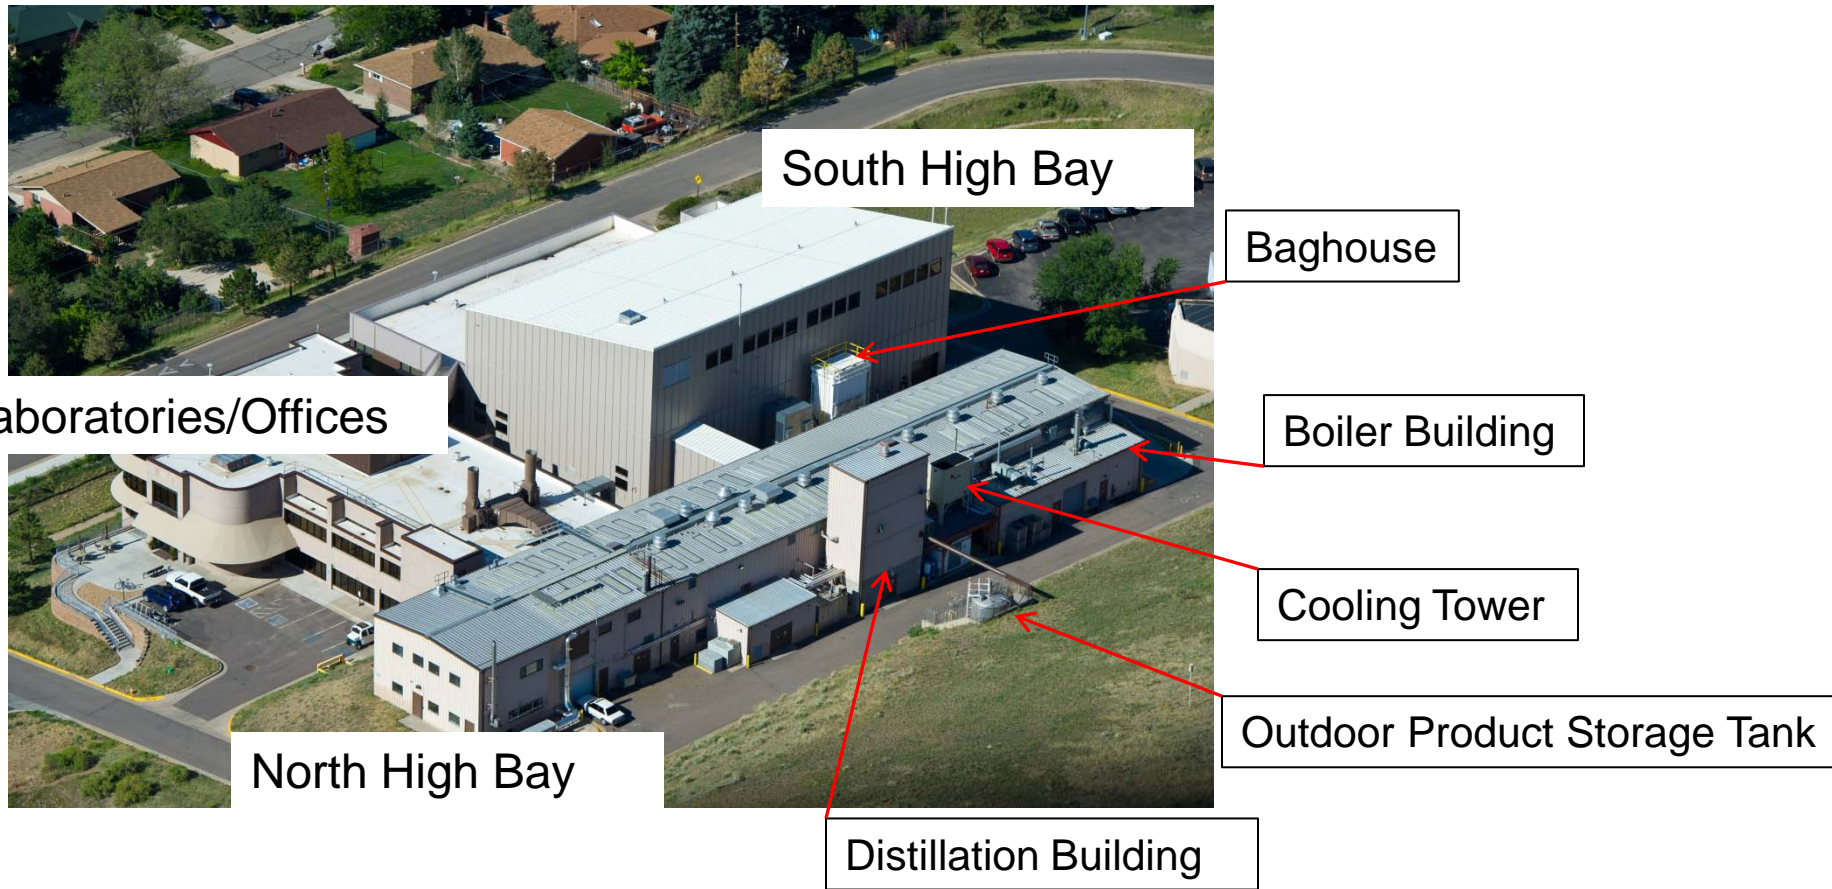 South High Bay
Baghouse
aboratories/Offices
Boiler Building
Cooling Tower
Outdoor Product Storage Tank
North High Bay
Distillation Building